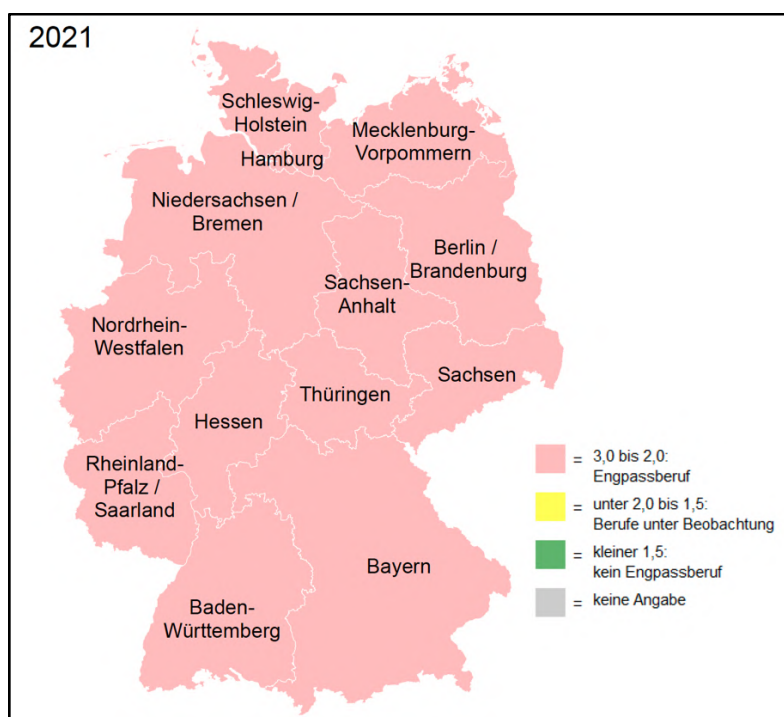 2021
Schleswig-
Holstein
Mecklenburg-
Vorpommern
Hamburg
Niedersachsen /
Bremen
Berlin /
Brandenburg
Sachsen-
Anhalt
Nordrhein-
Westfalen
Sachsen
Thüringen
Hessen
Rheinland-
Pfalz /
Saarland
Bayern
Baden-
Württemberg
= 3,0 bis 2,0:
Engpassberuf
= unter 2,0 bis 1,5:
Berufe unter Beobachtung
= kleiner 1,5:
kein Engpassberuf
= keine Angabe